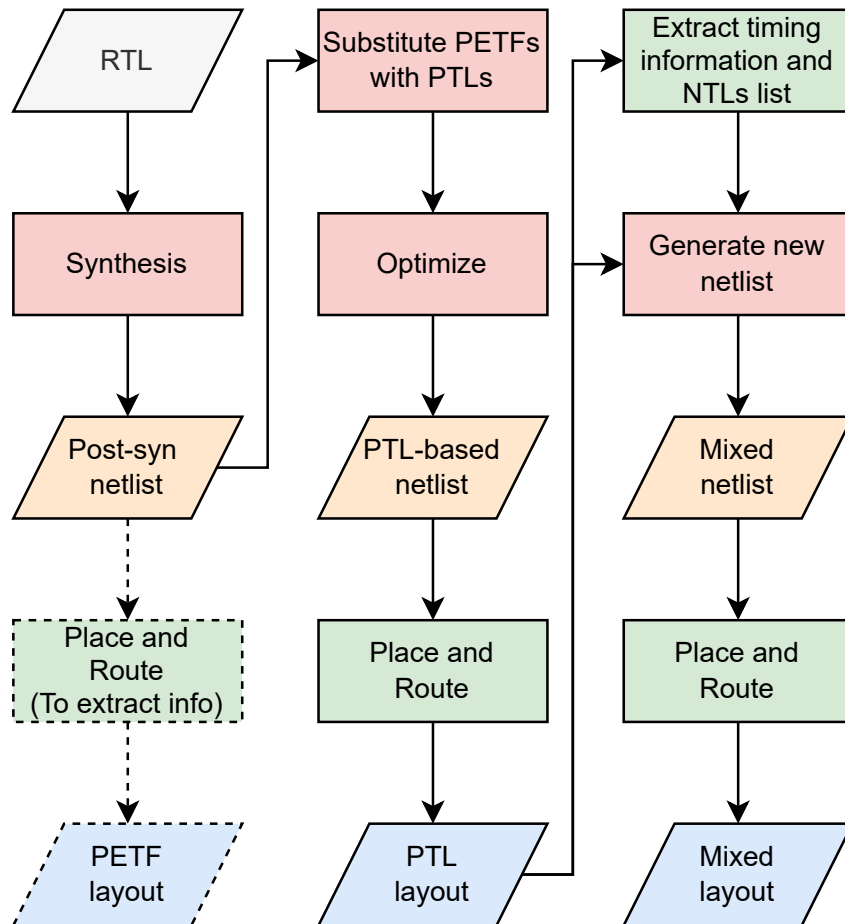 RTL
Synthesis
Post-syn
netlist
Place and
Route
(To extract info)
PETF
layout
Substitute PETFs
with PTLs
Optimize
PTL-based
netlist
Place and
Route
PTL
layout
Extract timing
information and
NTLs list
Generate new
netlist
Mixed
netlist
Place and
Route
Mixed
layout